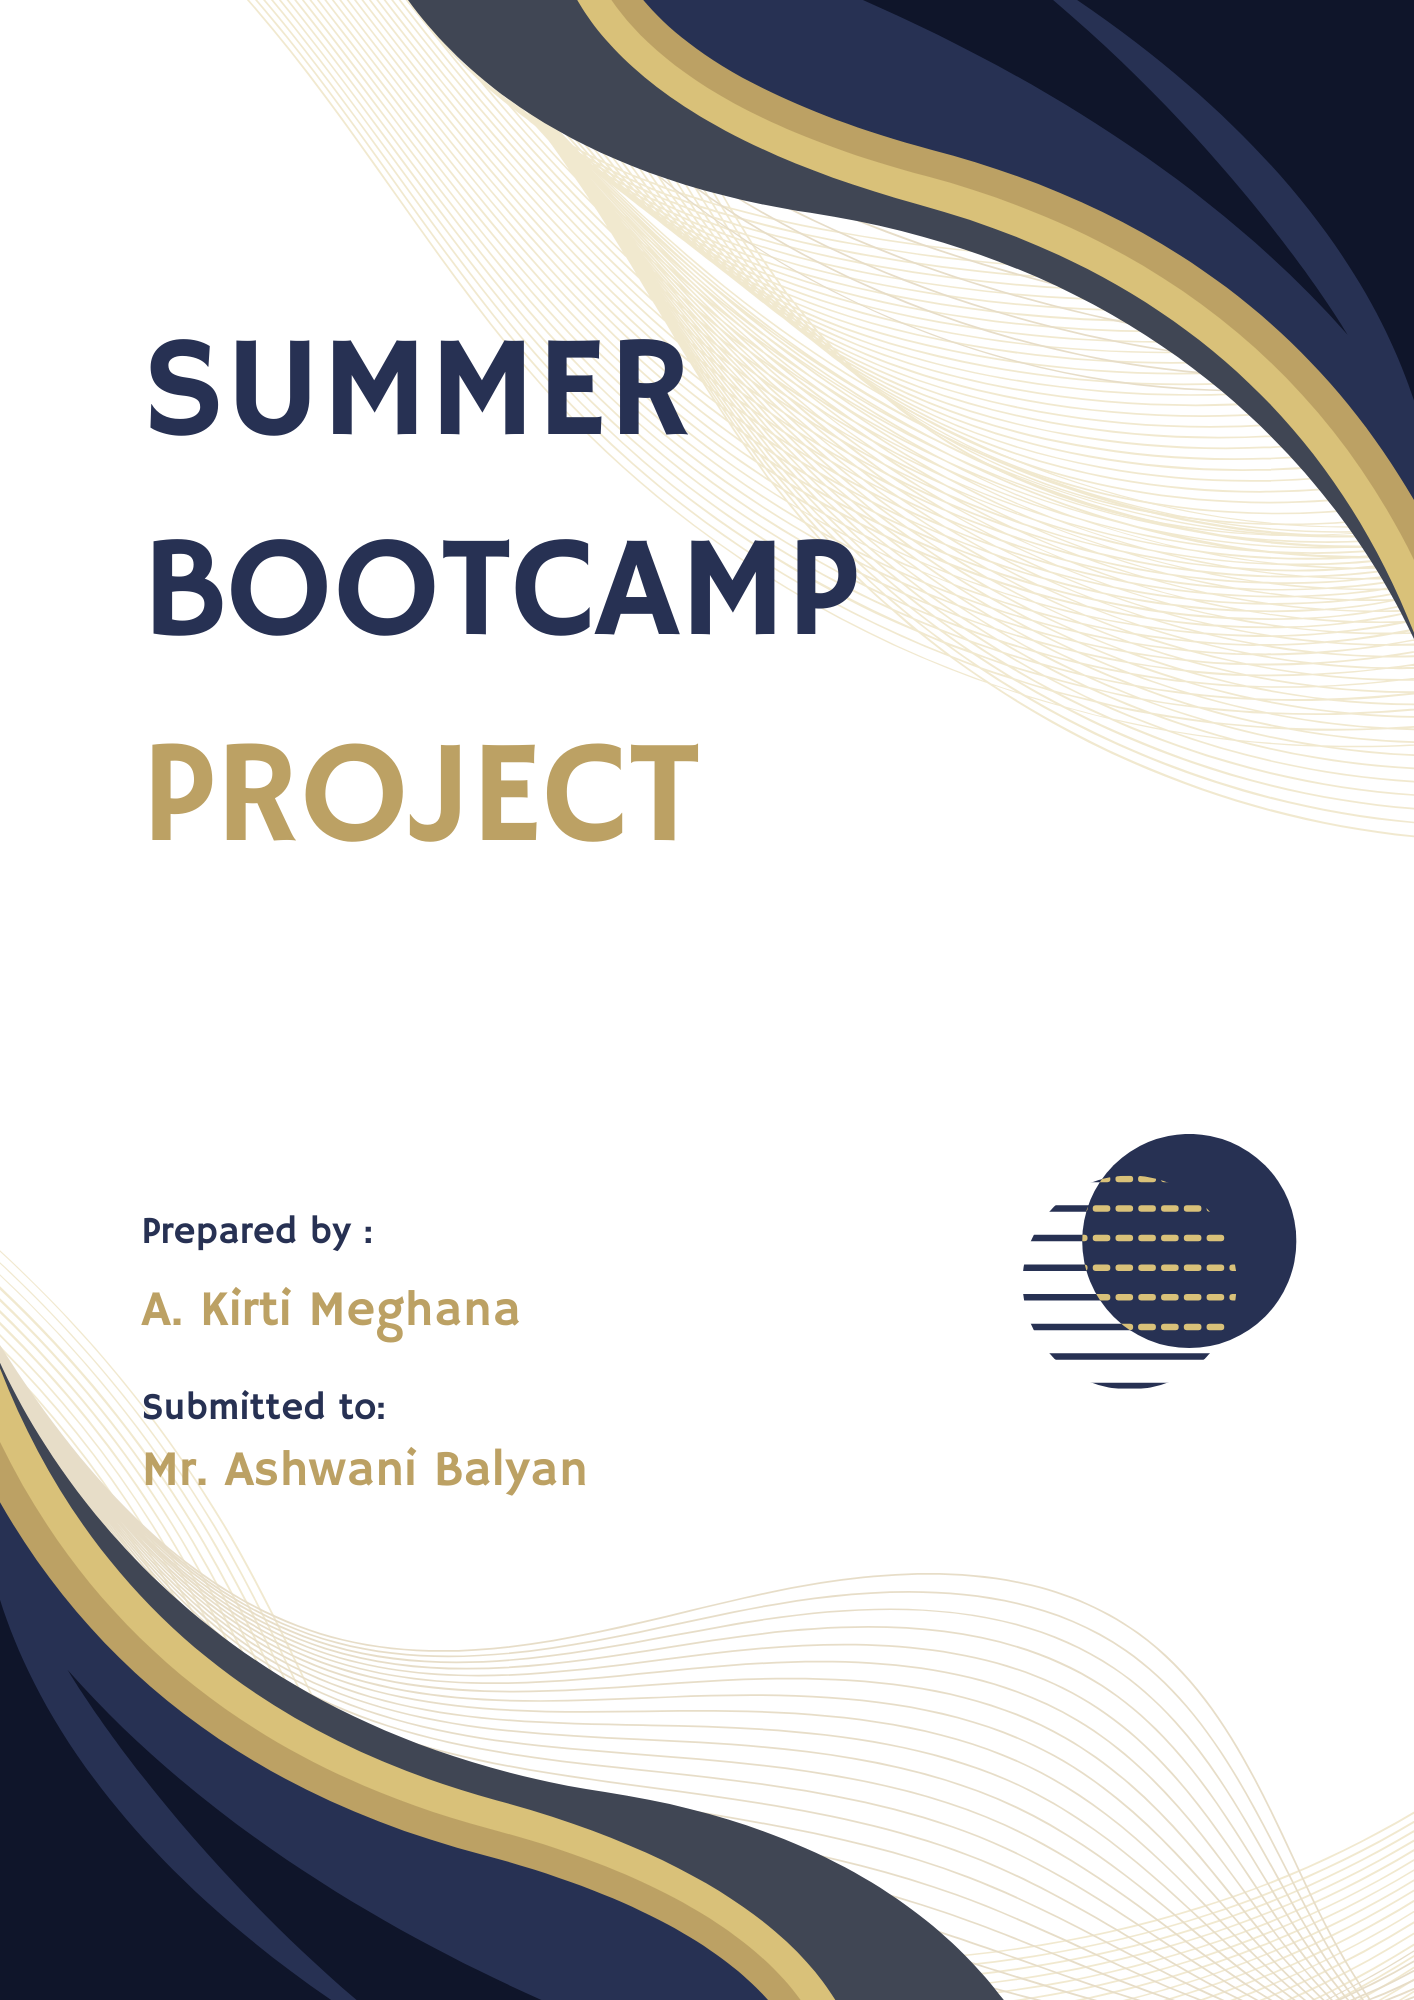 SUMMER
BOOTCAMP
PROJECT
Prepared by :
A. Kirti Meghana
Submitted to:
Mr. Ashwani Balyan